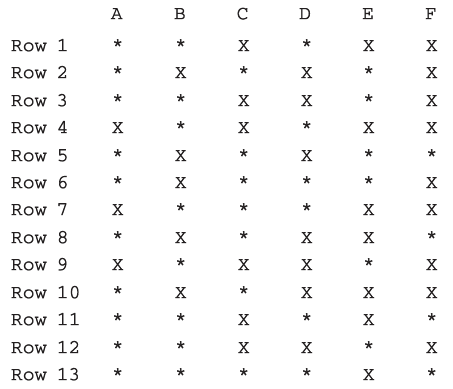 A B C D E F
Row 1 * * X * X X
Row 2 * X * X * X
Row 3 * * X X * X
Row 4 X * X * X X
Row 5 * X * X * *
Row 6 * X * * * X
Row 7 X * * * X X
Row 8 * X * X X *
Row 9 X * X X * X
Row 10 * X * X X X
Row 11 * * X * X *
Row 12 * * X X * X
Row 13 * * * * X *